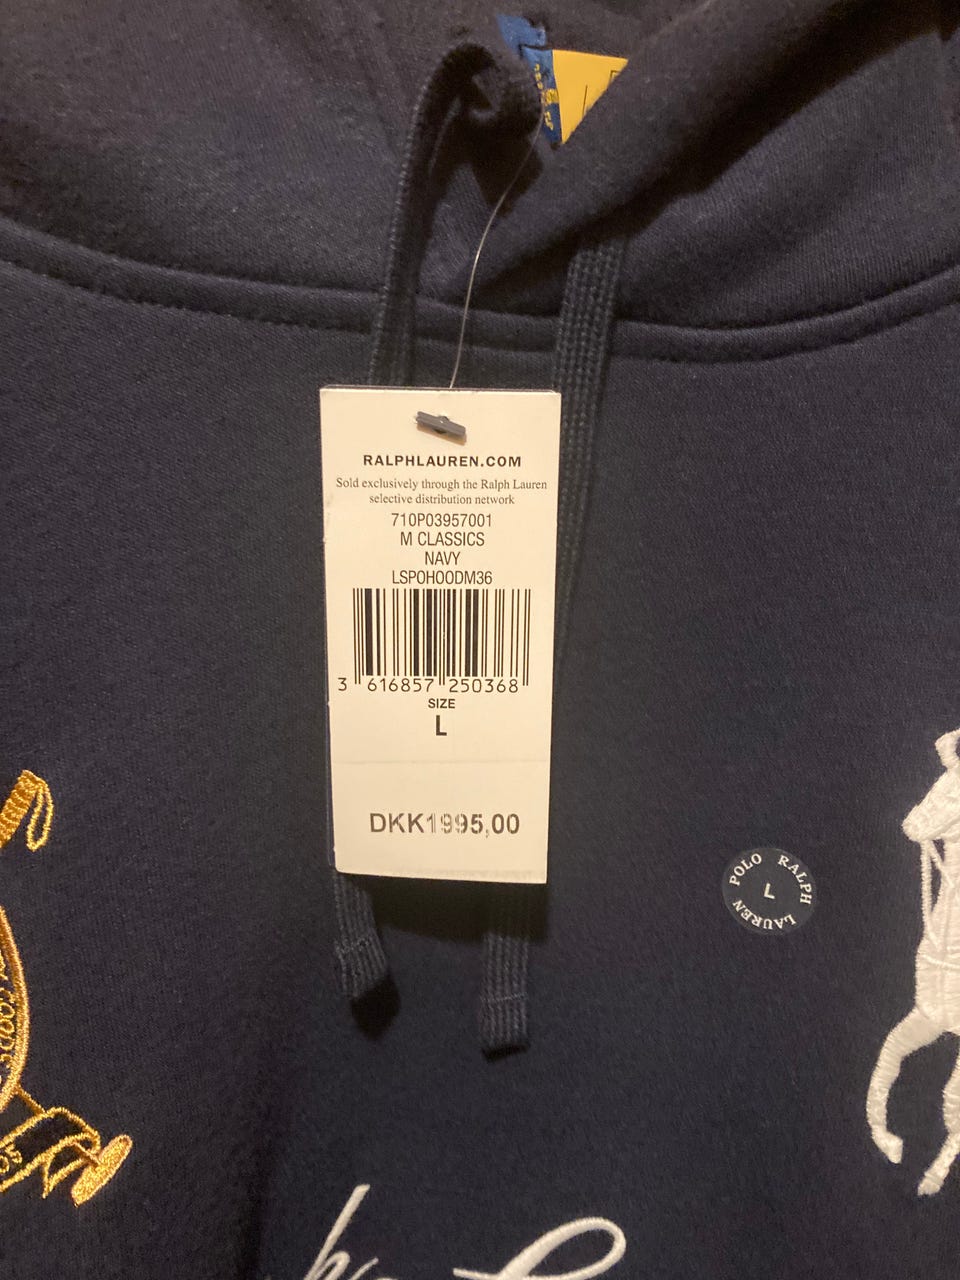 RALPHLAUREN.COM
Sold exclusively through the Ralph Lauren
selective distribution network
710P03957001
M CLASSICS
NAVY
LSPOHOODM36
3 616857 250368
SIZE
L
DKK1995,00
POLO RALPH LAUREN
L